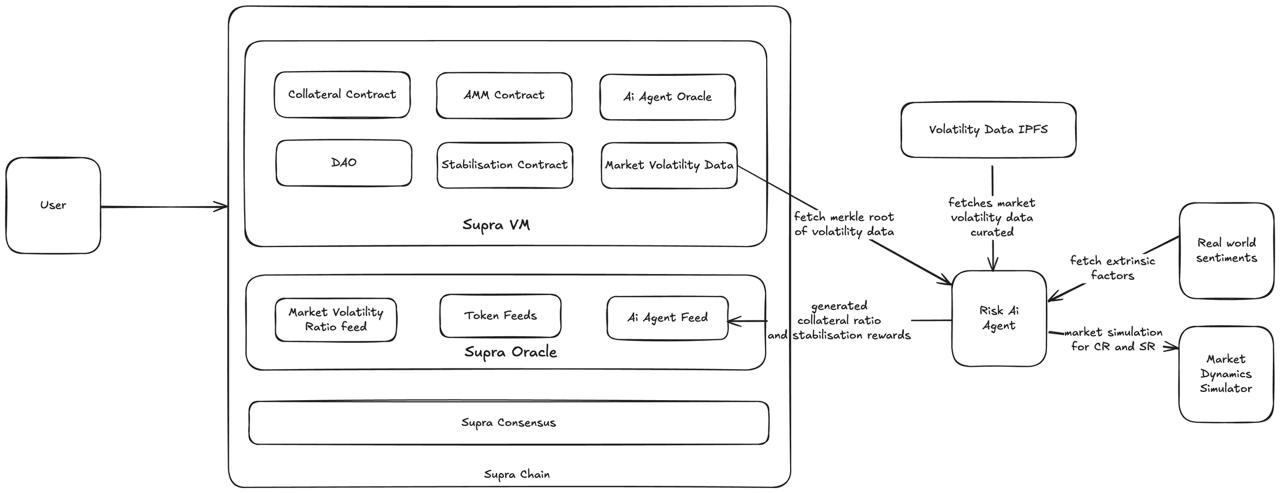 User
Collateral Contract
AMM Contract
Ai Agent Oracle
DAO
Stabilisation Contract
Market Volatility Data
Supra VM
Market Volatility
Ratio feed
Token Feeds
Ai Agent Feed
Supra Oracle
Supra Consensus
Supra Chain
fetch merkle root
of volatility data
generated
collateral ratio
and stabilisation rewards
Volatility Data IPFS
fetches market
volatility data
curated
Risk Ai
Agent
fetch extrinsic
factors
Real world
sentiments
market simulation
for CR and SR
Market
Dynamics
Simulator